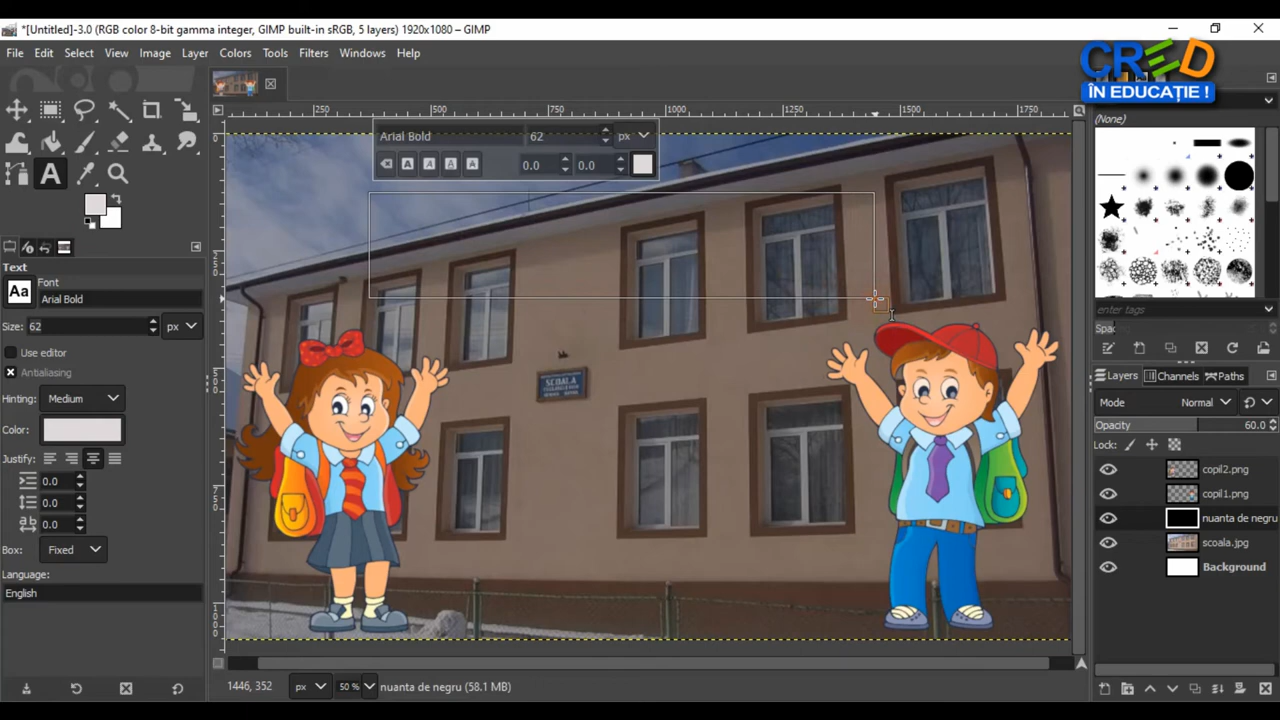 *[Untitled]-3.0 (RGB color 8-bit gamma integer, GIMP built-in sRGB, 5 layers) 1920x1080 – GIMP
File Edit Select View Image Layer Colors Tools Filters Windows Help
CRED
ÎN EDUCAȚIE !
250 500 750 1000 1250 1500 1750
Arial Bold 62 px
0.0 0.0
(None)
Text
Font
Aa Arial Bold
Size: 62 px
Use editor
Antialiasing
Hinting: Medium
Color:
Justify:
0.0
0.0
0.0
Box: Fixed
Language:
English
ȘCOALA
enter tags
Spac
Layers Channels Paths
Mode Normal
Opacity 60.0
Lock:
copil2.png
copil1.png
nuanta de negru
scoala.jpg
Background
1446, 352 px 50 % nuanta de negru (58.1 MB)